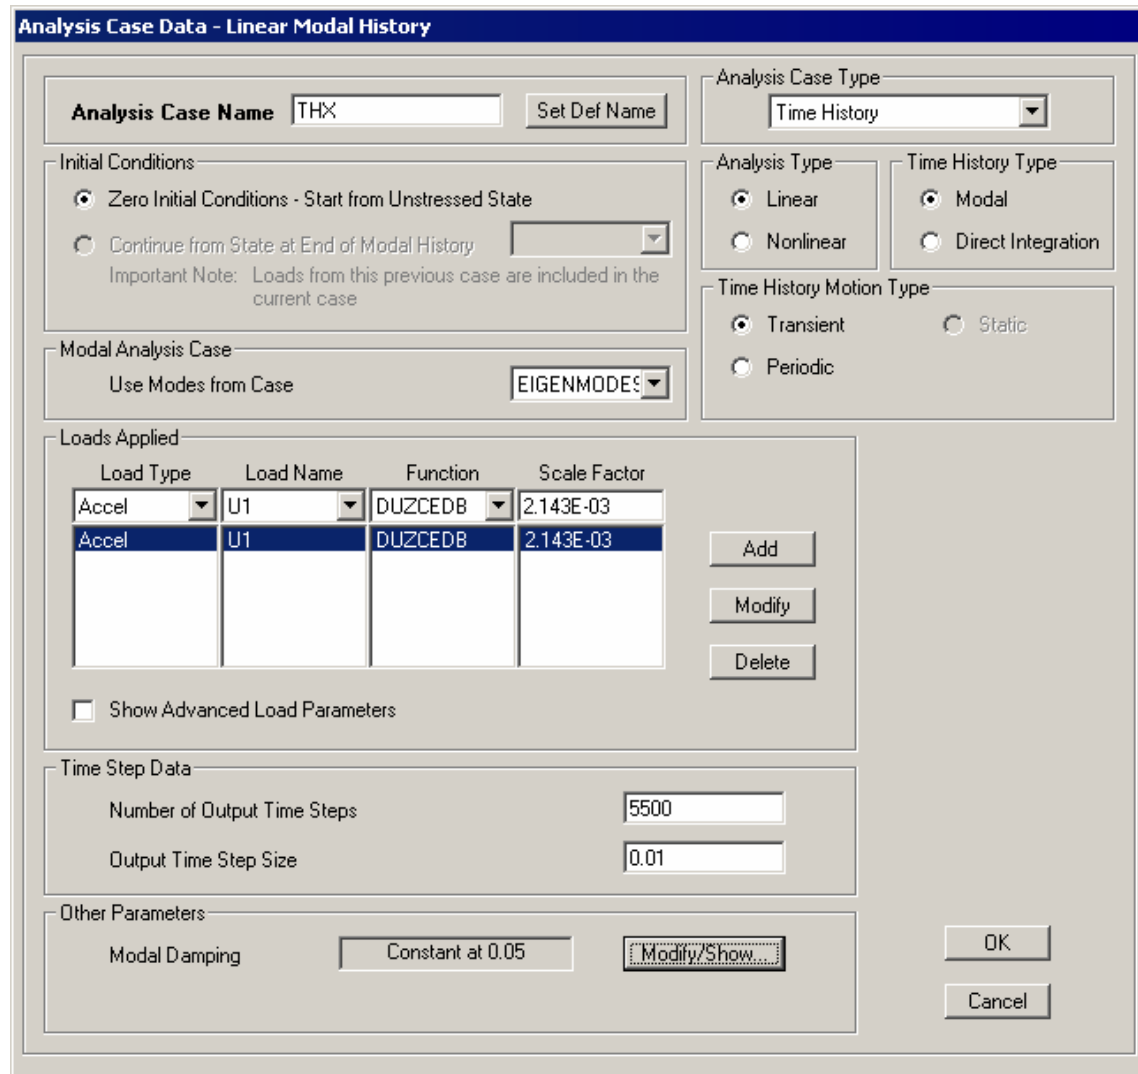 Analysis Case Data - Linear Modal History
Analysis Case Name THX Set Def Name
Analysis Case Type
Time History
Initial Conditions
Zero Initial Conditions - Start from Unstressed State
Continue from State at End of Modal History
Important Note: Loads from this previous case are included in the
current case
Analysis Type
Linear
Nonlinear
Time History Type
Modal
Direct Integration
Time History Motion Type
Transient Static
Periodic
Modal Analysis Case
Use Modes from Case EIGENMODES
Loads Applied
Load Type Load Name Function Scale Factor
Accel U1 DUZCEDB 2.143E-03
Accel U1 DUZCEDB 2.143E-03
Add
Modify
Delete
Show Advanced Load Parameters
Time Step Data
Number of Output Time Steps 5500
Output Time Step Size 0.01
Other Parameters
Modal Damping Constant at 0.05 Modify/Show...
OK
Cancel